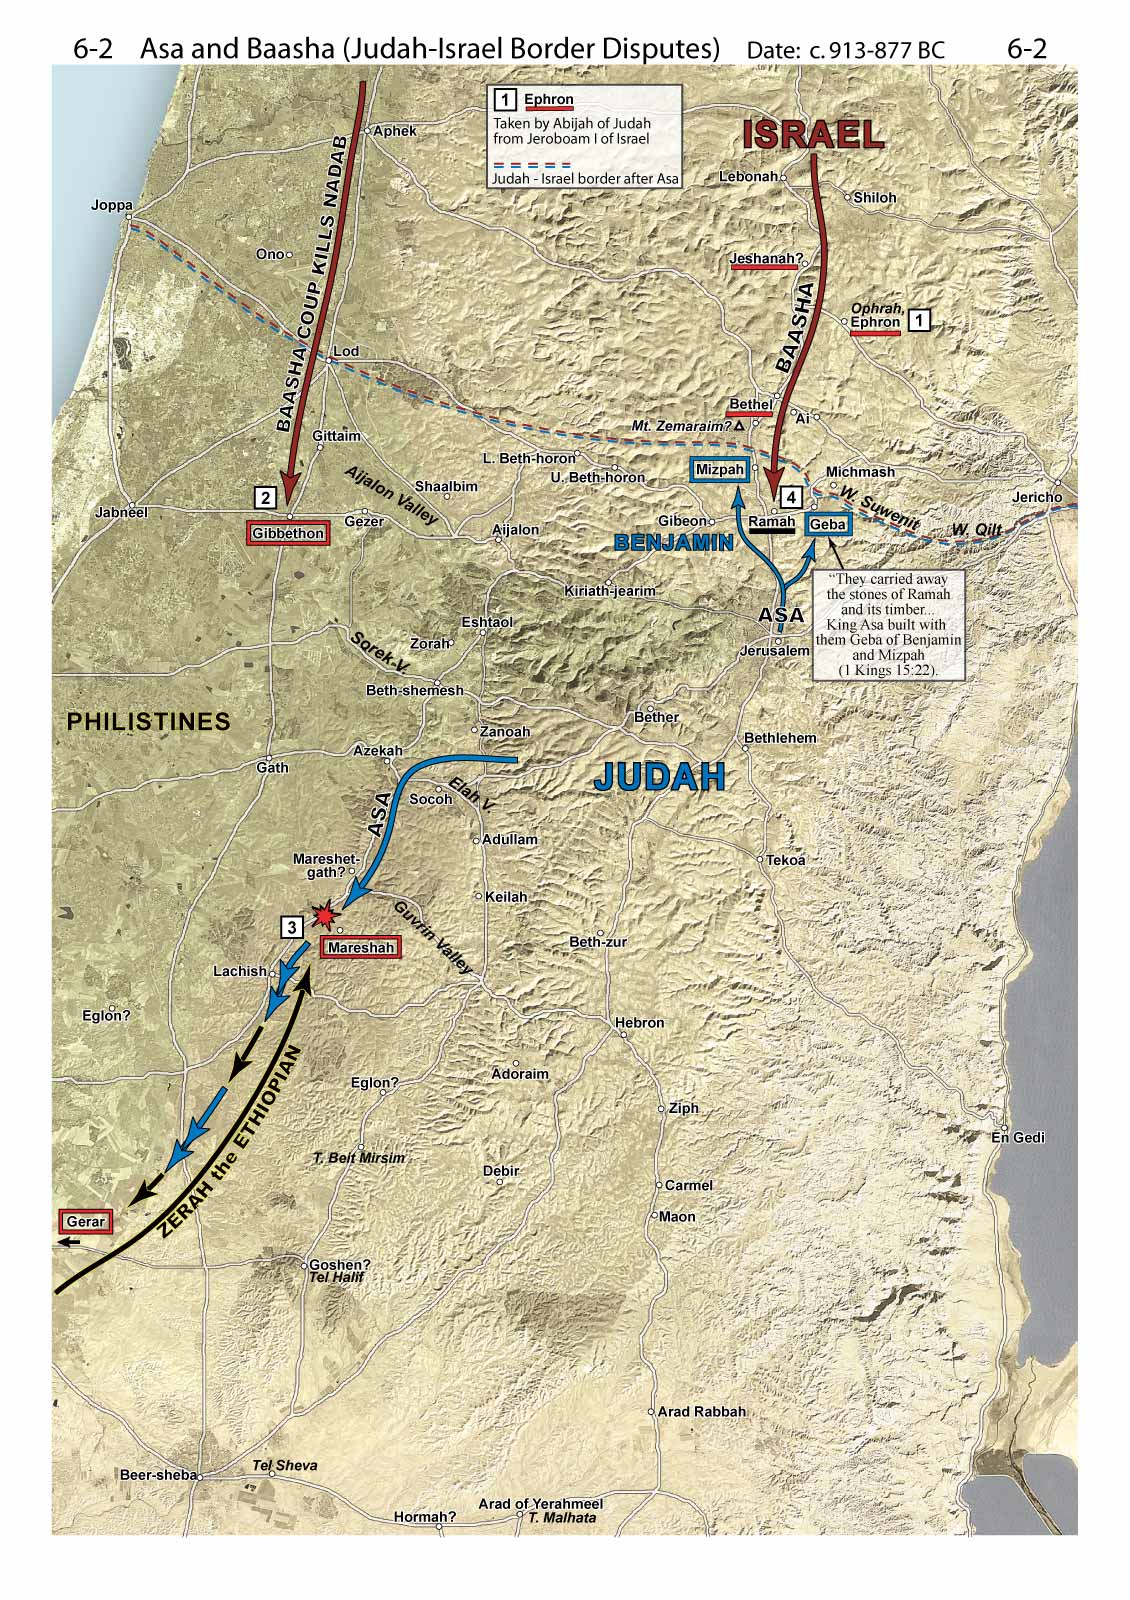 6-2 Asa and Baasha (Judah-Israel Border Disputes) Date: c. 913-877 BC 6-2
1 Ephron
Taken by Abijah of Judah
from Jeroboam I of Israel
Judah - Israel border after Asa
ISRAEL
Aphek
Lebonah
Shiloh
Joppa
BAASHA COUP KILLS NADAB
Ono
Jeshanah?
BAASHA
Ophrah,
Ephron 1
Lod
Bethel
Ai
Mt. Zemaraim?
Gittaim
L. Beth-horon
U. Beth-horon
Mizpah
Michmash
Aijalon Valley
Shaalbim
2
4
W. Suwenit
Jericho
Jabneel
Gezer
Gibeon
Ramah
Geba
W. Qilt
Gibbethon
Aijalon
BENJAMIN
Kiriath-jearim
"They carried away
the stones of Ramah
and its timber...
King Asa built with
them Geba of Benjamin
and Mizpah
(1 Kings 15:22).
ASA
Jerusalem
Eshtaol
Zorah
Sorek-V.
Beth-shemesh
PHILISTINES
Bether
Zanoah
Bethlehem
Azekah
Gath
JUDAH
Elah V.
Socoh
ASA
Adullam
Mareshet-
gath?
Tekoa
Keilah
Guvrin Valley
3
Mareshah
Beth-zur
Lachish
Eglon?
Hebron
ZERAH the ETHIOPIAN
Adoraim
Eglon?
Ziph
En Gedi
T. Beit Mirsim
Debir
Carmel
Maon
Gerar
Goshen?
Tel Halif
Arad Rabbah
Tel Sheva
Beer-sheba
Arad of Yerahmeel
Hormah?
T. Malhata